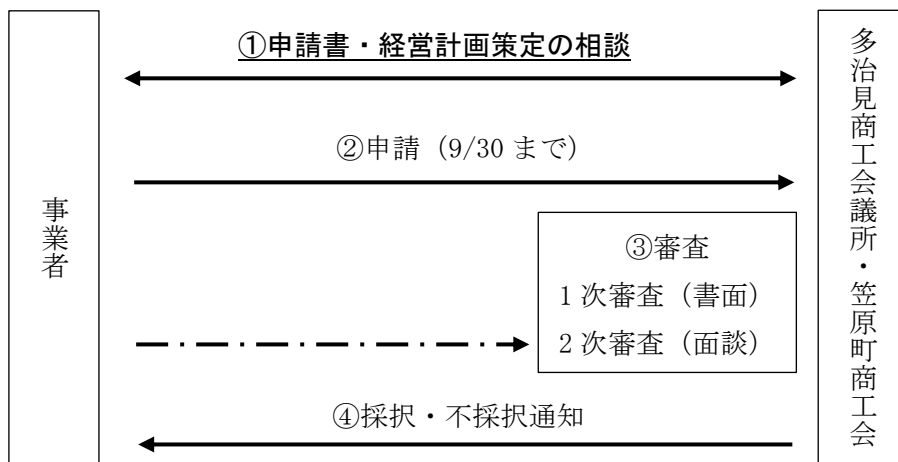 ①申請書・経営計画策定の相談
②申請（9/30 まで）
事業者
③審査
1 次審査（書面）
2 次審査（面談）
④採択・不採択通知
多治見商工会議所・笠原町商工会